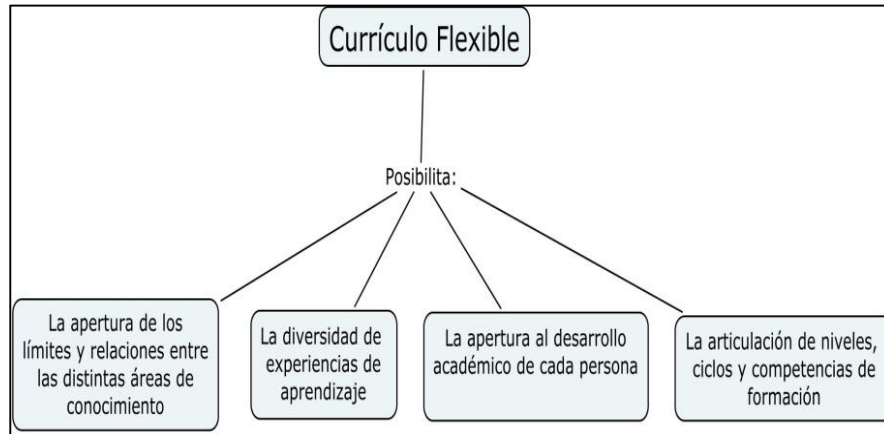 Currículo Flexible
Posibilita:
La apertura de los
límites y relaciones entre
las distintas áreas de
conocimiento
La diversidad de
experiencias de
aprendizaje
La apertura al desarrollo
académico de cada persona
La articulación de niveles,
ciclos y competencias de
formación